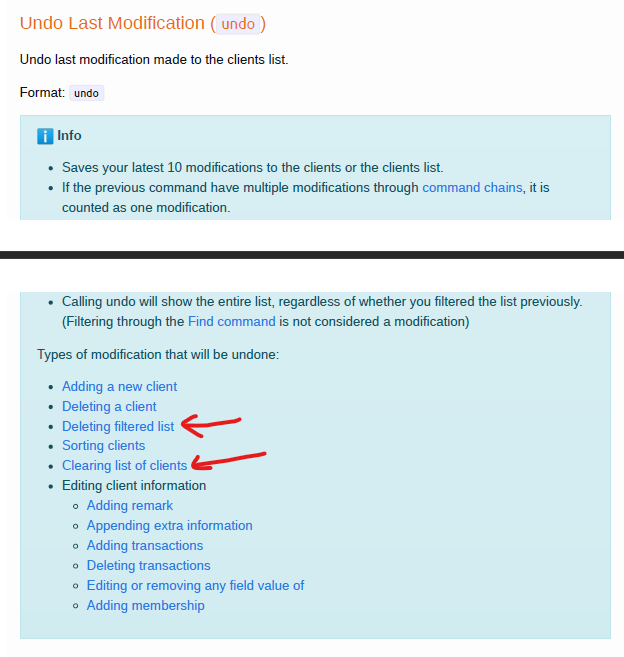 Undo Last Modification (undo)
Undo last modification made to the clients list.
Format: undo
i Info
• Saves your latest 10 modifications to the clients or the clients list.
• If the previous command have multiple modifications through command chains, it is
counted as one modification.
• Calling undo will show the entire list, regardless of whether you filtered the list previously.
(Filtering through the Find command is not considered a modification)
Types of modification that will be undone:
• Adding a new client
• Deleting a client
• Deleting filtered list
• Sorting clients
• Clearing list of clients
• Editing client information
◦ Adding remark
◦ Appending extra information
◦ Adding transactions
◦ Deleting transactions
◦ Editing or removing any field value of
◦ Adding membership